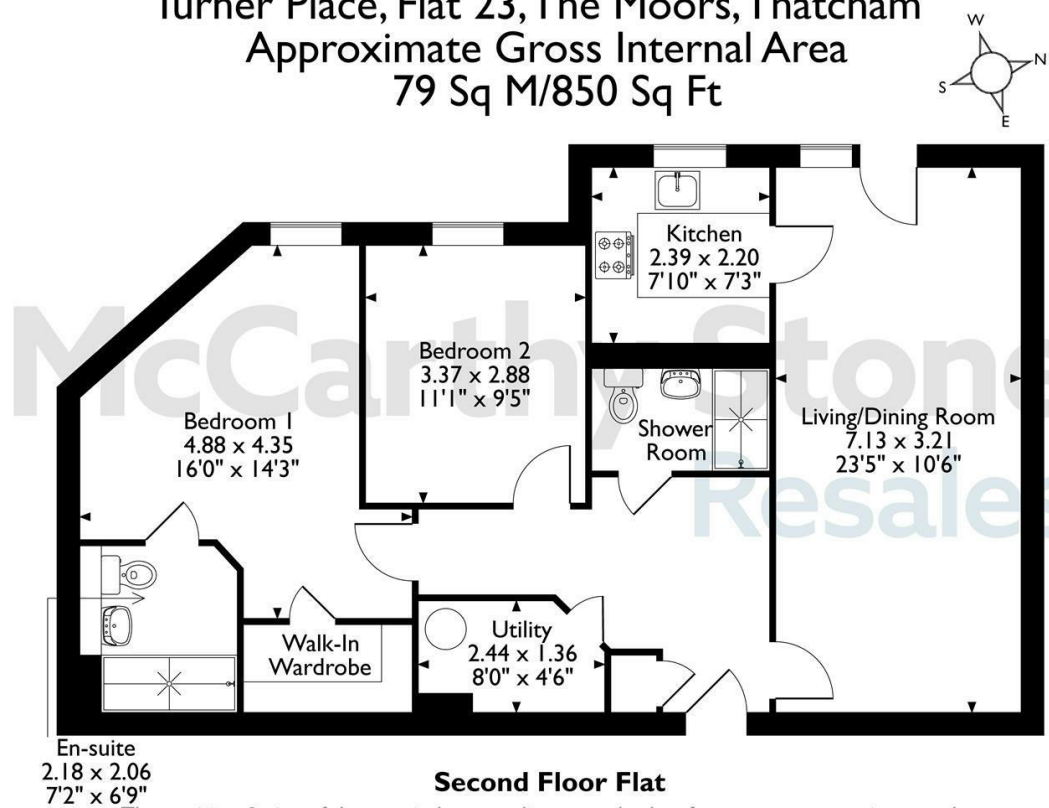 Turner Place, Flat 23, The Moors, Thatcham
Approximate Gross Internal Area
79 Sq M/850 Sq Ft
W
N
S
E
Kitchen
2.39 x 2.20
7'10" x 7'3"
Bedroom 2
3.37 x 2.88
11'1" x 9'5"
McCarthy Stone
Resales
Bedroom 1
4.88 x 4.35
16'0" x 14'3"
Shower
Room
Living/Dining Room
7.13 x 3.21
23'5" x 10'6"
Walk-In
Wardrobe
Utility
2.44 x 1.36
8'0" x 4'6"
En-suite
2.18 x 2.06
7'2" x 6'9"
Second Floor Flat